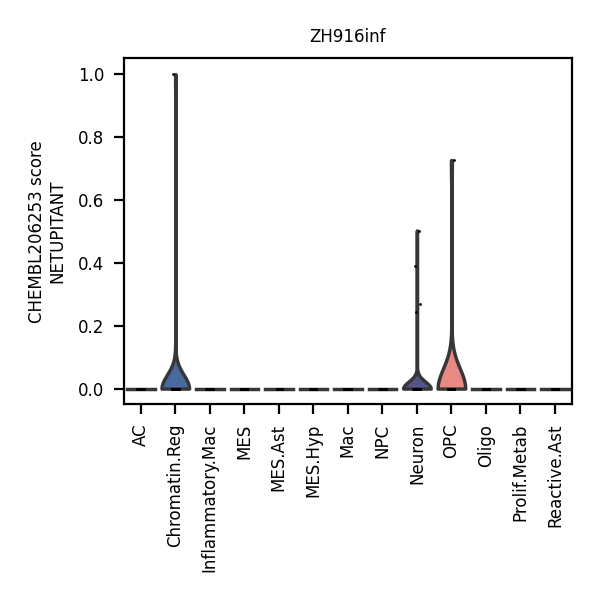 ZH916inf
CHEMBL206253 score
NETUPITANT
1.0
0.8
0.6
0.4
0.2
0.0
AC
Chromatin.Reg
Inflammatory.Mac
MES
MES.Ast
MES.Hyp
Mac
NPC
Neuron
OPC
Oligo
Prolif.Metab
Reactive.Ast